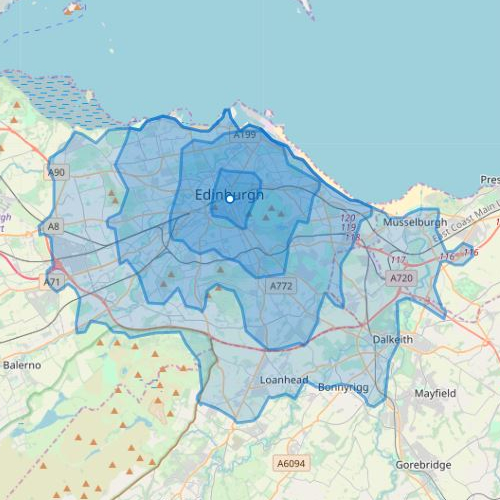 A199
A90
Edinburgh
Pres
East Coast Main L
120
119
118
Musselburgh
A8
117
116
116
A71
A772
A720
Balerno
Dalkeith
Loanhead
Bonnyrigg
Mayfield
A6094
Gorebridge